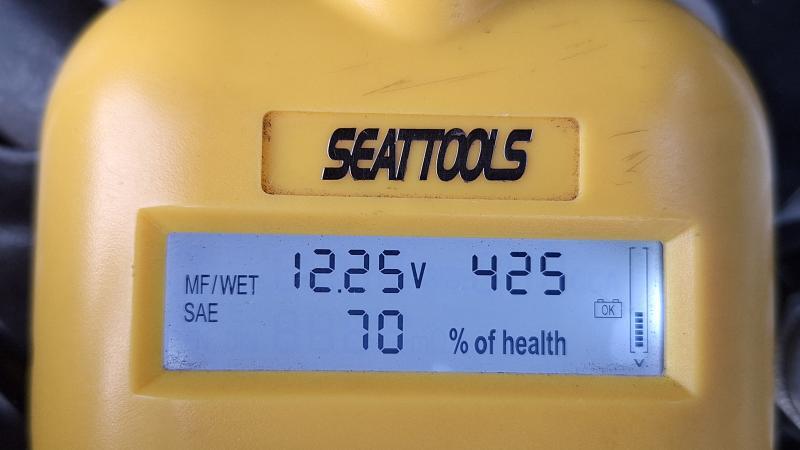 SEATTOOLS
MF/WET 12.25V 425
SAE 70 % of health
OK
V